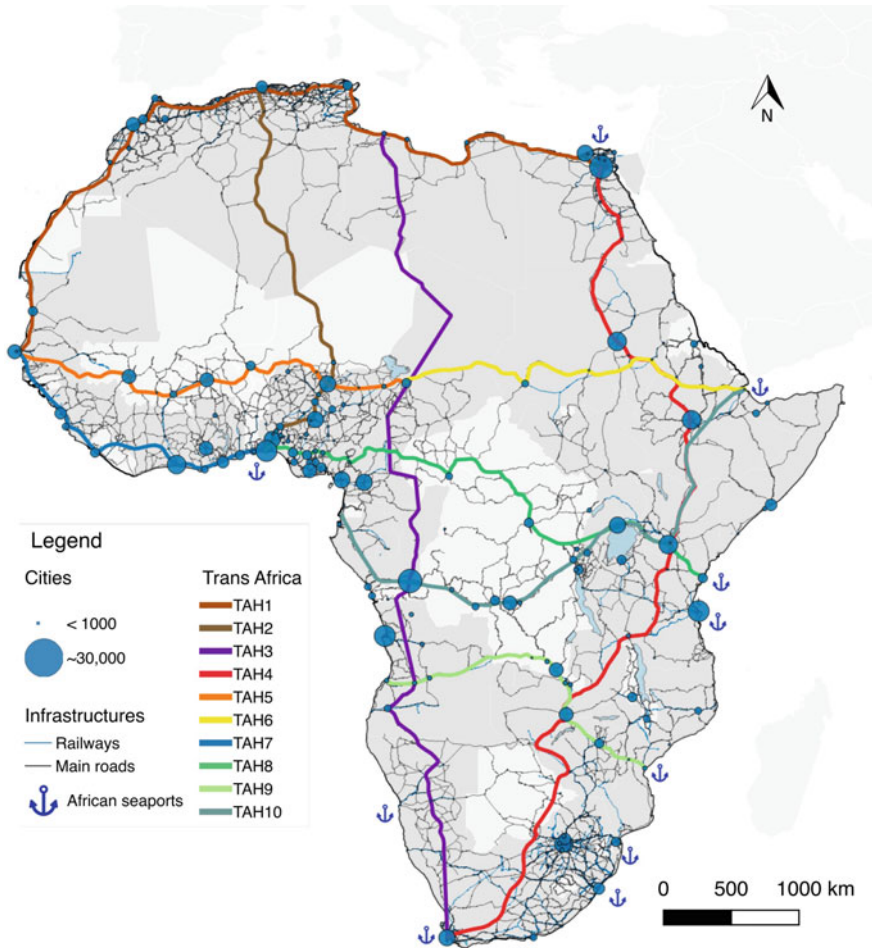 N
Legend
Cities
< 1000
~30,000
Infrastructures
Railways
Main roads
African seaports
Trans Africa
TAH1
TAH2
TAH3
TAH4
TAH5
TAH6
TAH7
TAH8
TAH9
TAH10
0 500 1000 km